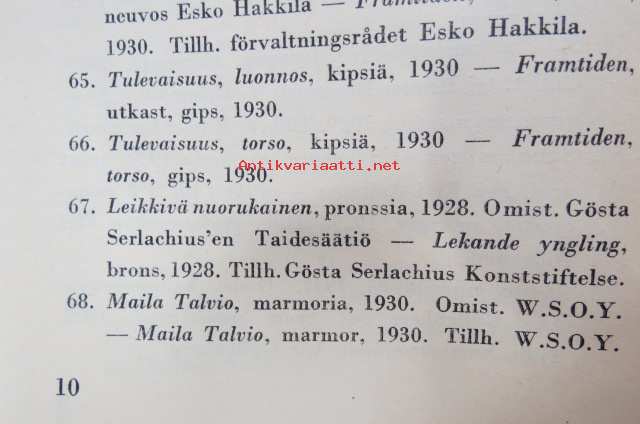 neuvos Esko Hakkila — Framtiden,
1930. Tillh. förvaltningsrådet Esko Hakkila.
65. Tulevaisuus, luonnos, kipsiä, 1930 — Framtiden,
utkast, gips, 1930.
66. Tulevaisuus, torso, kipsiä, 1930 — Framtiden,
torso, gips, 1930.
Antikvariaatti.net
67. Leikkivä nuorukainen, pronssia, 1928. Omist. Gösta
Serlachius'en Taidesäätiö — Lekande yngling,
brons, 1928. Tillh. Gösta Serlachius Konststiftelse.
68. Maila Talvio, marmoria, 1930. Omist. W.S.O.Y.
— Maila Talvio, marmor, 1930. Tillh. W.S.O.Y.
10